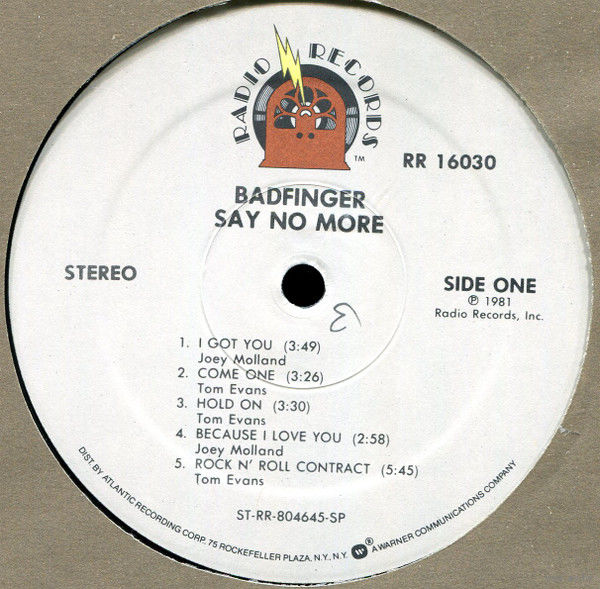 RADIO RECORDS
TM
RR 16030
BADFINGER
SAY NO MORE
STEREO
SIDE ONE
℗ 1981
Radio Records, Inc.
3
1. I GOT YOU (3:49)
Joey Molland
2. COME ONE (3:26)
Tom Evans
3. HOLD ON (3:30)
Tom Evans
4. BECAUSE I LOVE YOU (2:58)
Joey Molland
5. ROCK N' ROLL CONTRACT (5:45)
Tom Evans
ST-RR-804645-SP
DIST. BY ATLANTIC RECORDING CORP. 75 ROCKEFELLER PLAZA, N.Y., N.Y. W ® A WARNER COMMUNICATIONS COMPANY